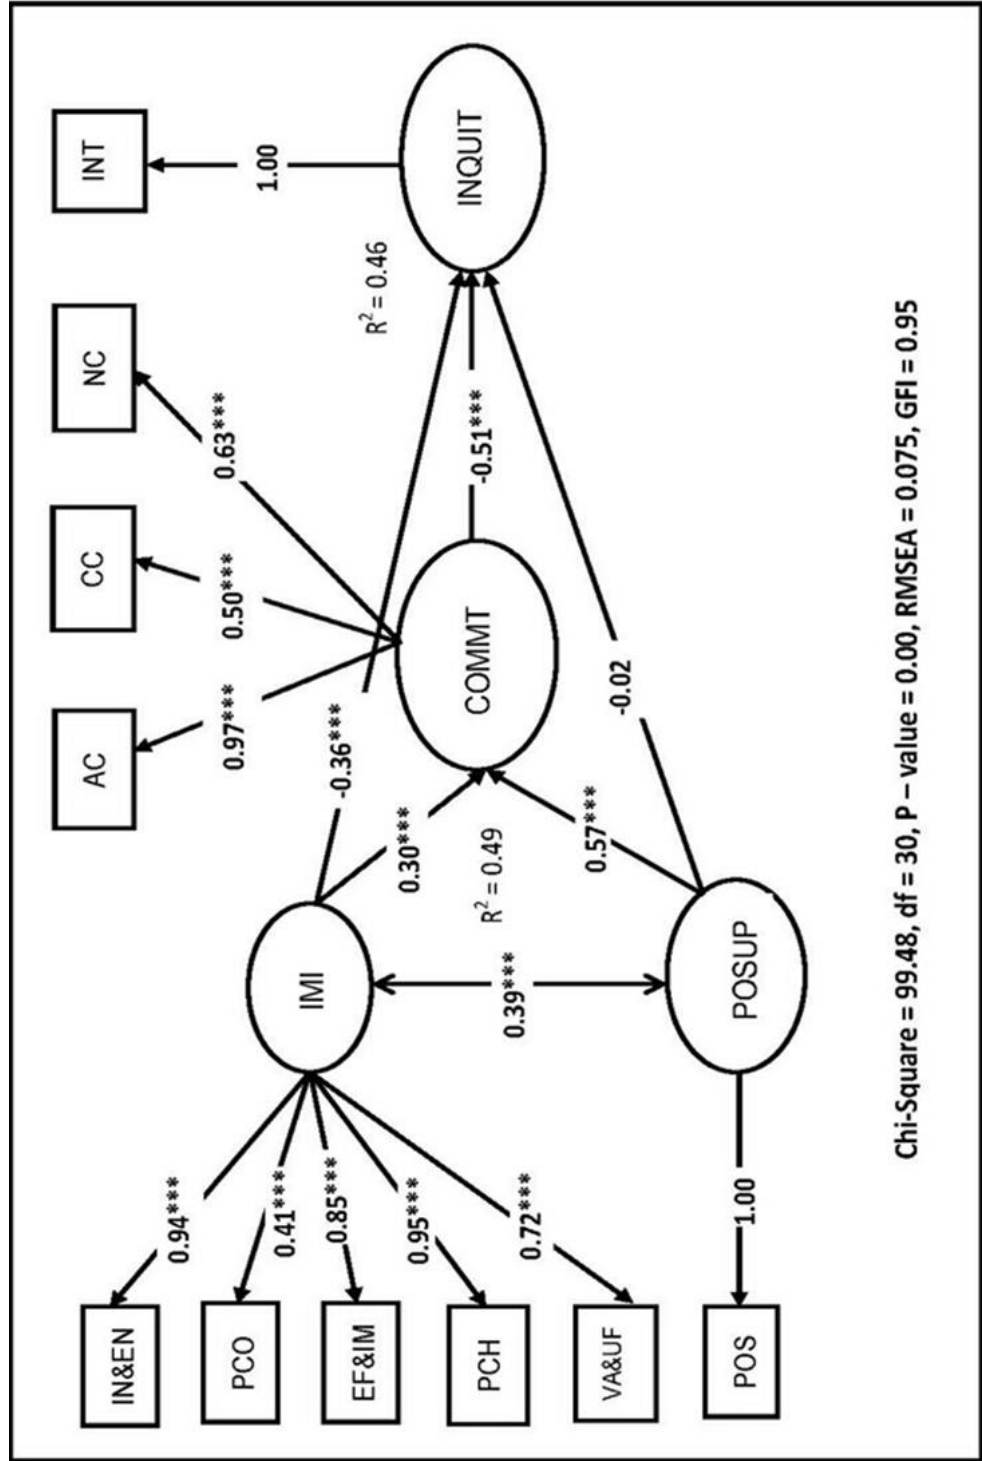 INT
NC
CC
AC
1.00
0.63***
0.50***
0.97***
R² = 0.46
INQUIT
-0.36***
-0.51***
COMMT
0.30***
-0.02
R² = 0.49
0.57***
IMI
0.39***
POSUP
0.94***
0.41***
0.85***
0.95***
0.72***
1.00
IN&EN
PCO
EF&IM
PCH
VA&UF
POS
Chi-Square = 99.48, df = 30, P – value = 0.00, RMSEA = 0.075, GFI = 0.95